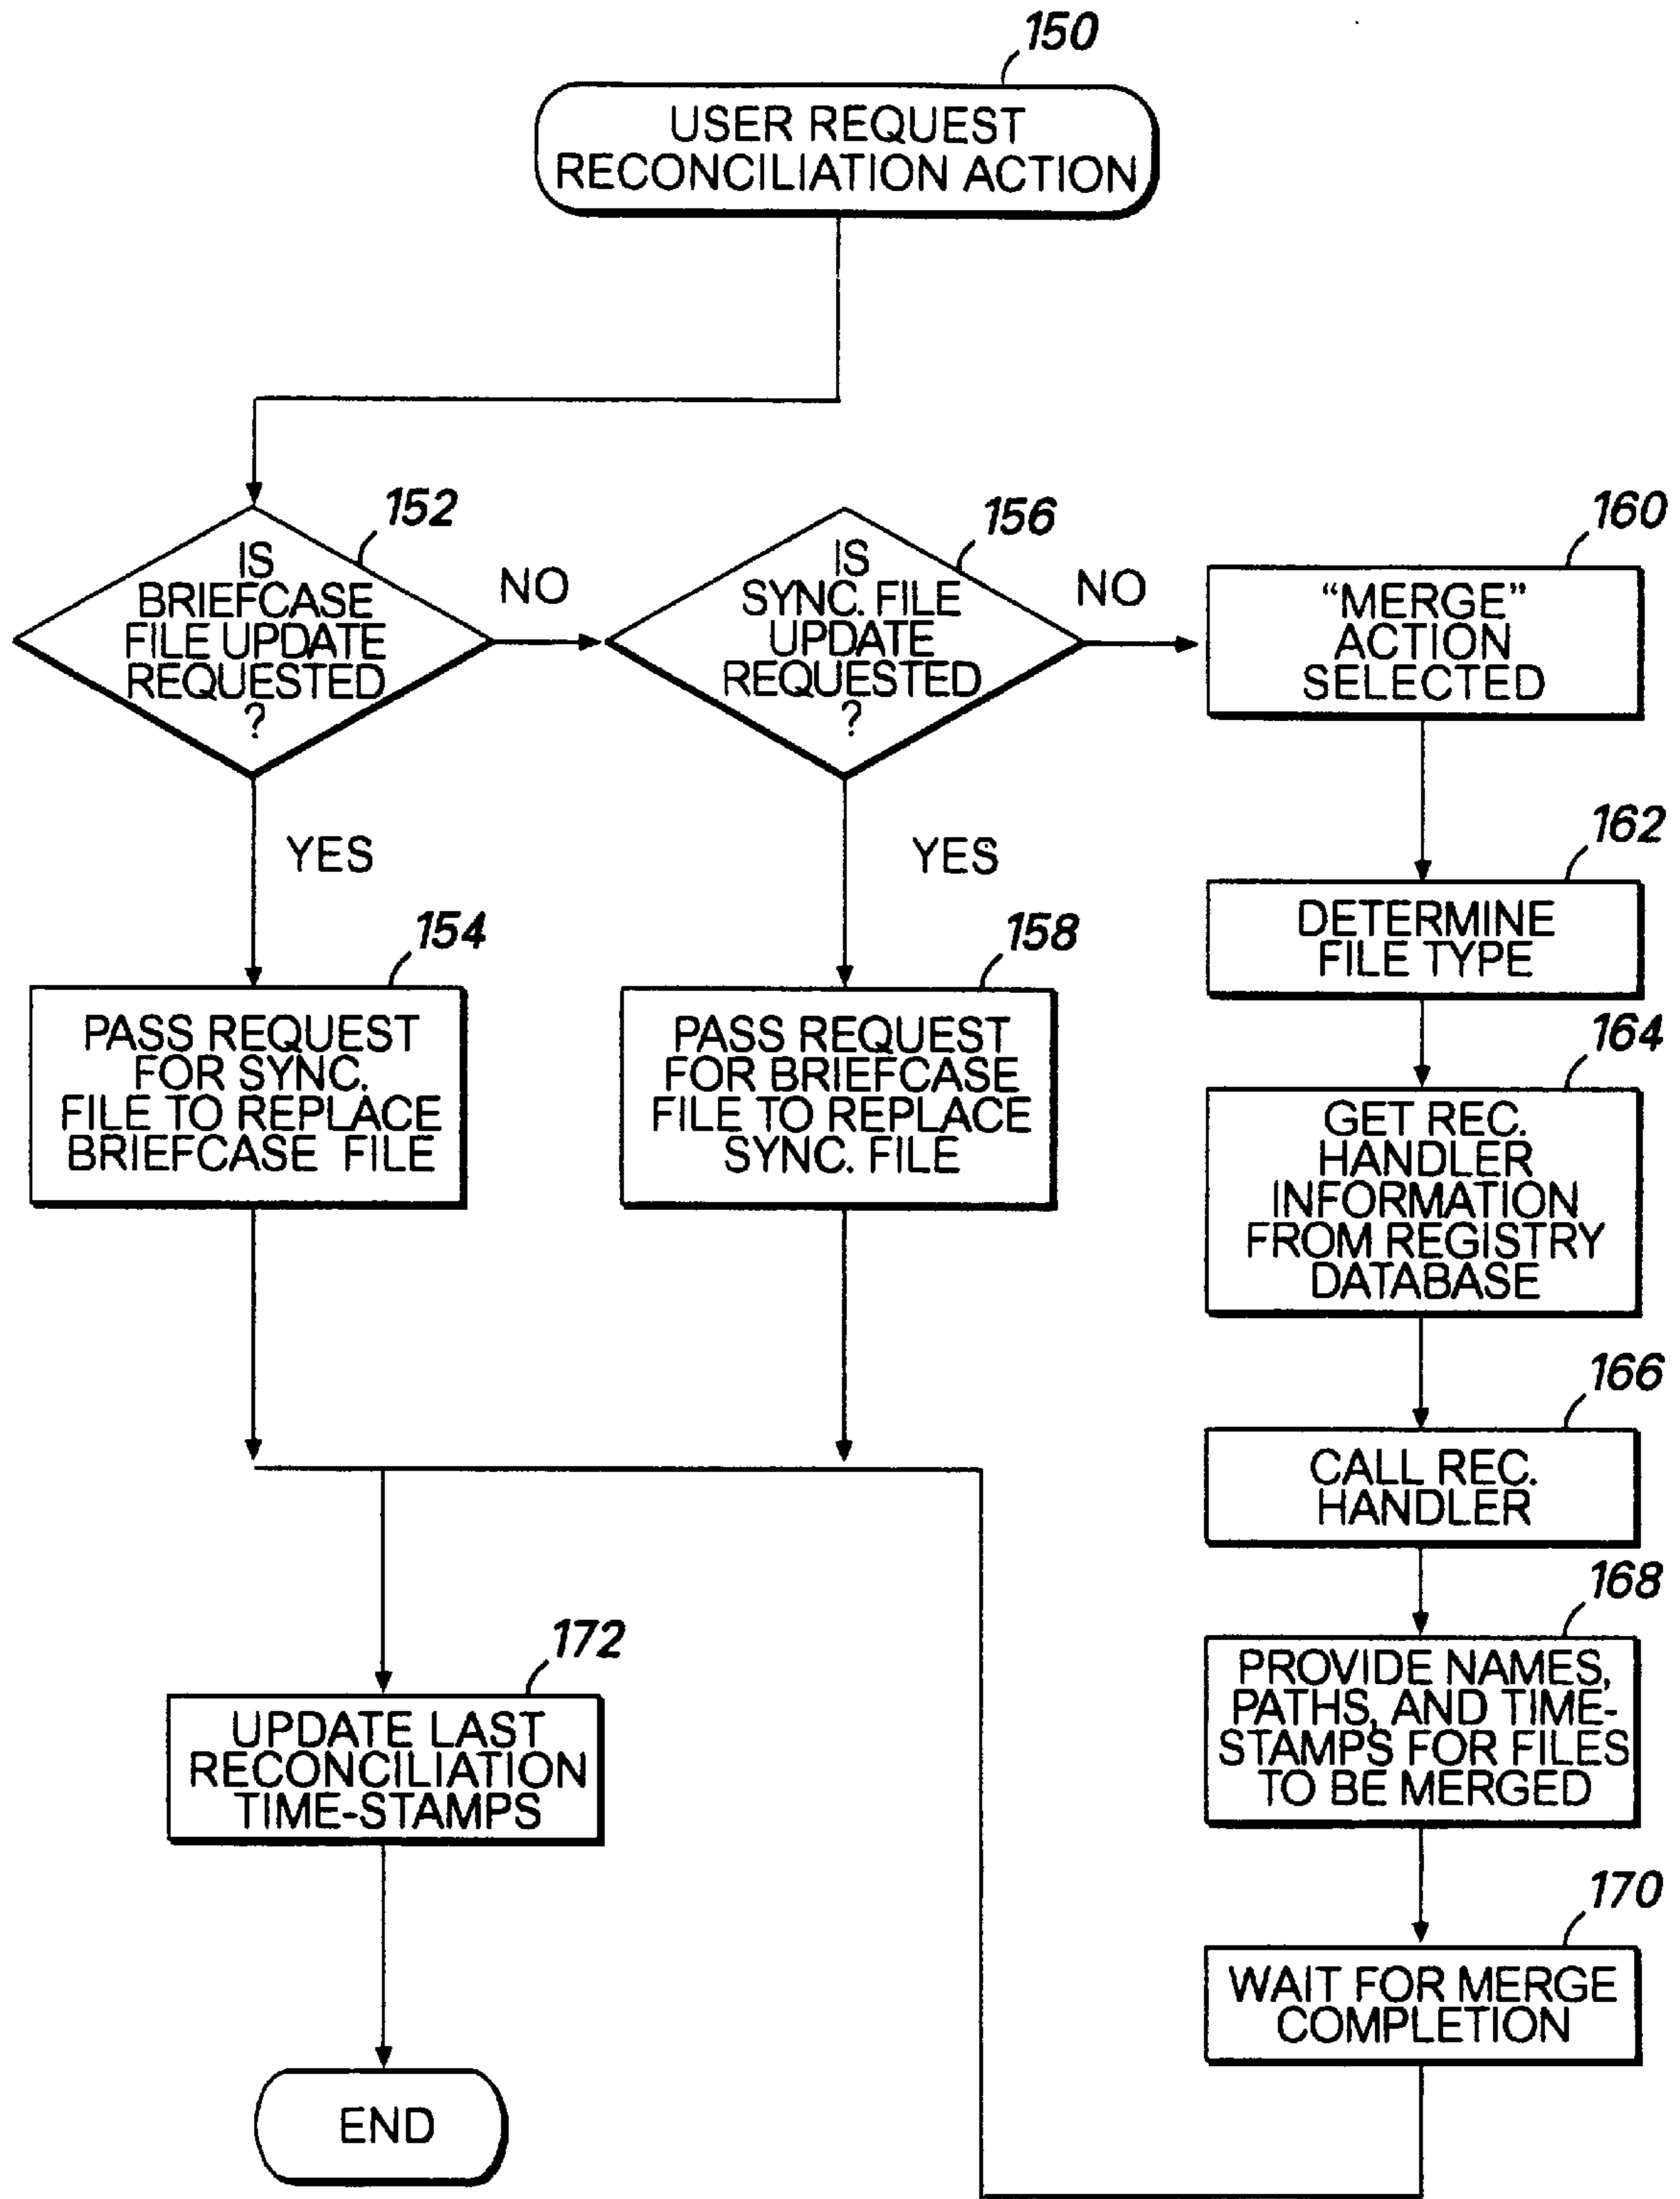 150
USER REQUEST
RECONCILIATION ACTION
152
IS
BRIEFCASE
FILE UPDATE
REQUESTED
?
NO
156
IS
SYNC. FILE
UPDATE
REQUESTED
?
NO
160
“MERGE”
ACTION
SELECTED
YES
YES
162
DETERMINE
FILE TYPE
154
PASS REQUEST
FOR SYNC.
FILE TO REPLACE
BRIEFCASE FILE
158
PASS REQUEST
FOR BRIEFCASE
FILE TO REPLACE
SYNC. FILE
164
GET REC.
HANDLER
INFORMATION
FROM REGISTRY
DATABASE
166
CALL REC.
HANDLER
168
PROVIDE NAMES,
PATHS, AND TIME-
STAMPS FOR FILES
TO BE MERGED
172
UPDATE LAST
RECONCILIATION
TIME-STAMPS
170
WAIT FOR MERGE
COMPLETION
END